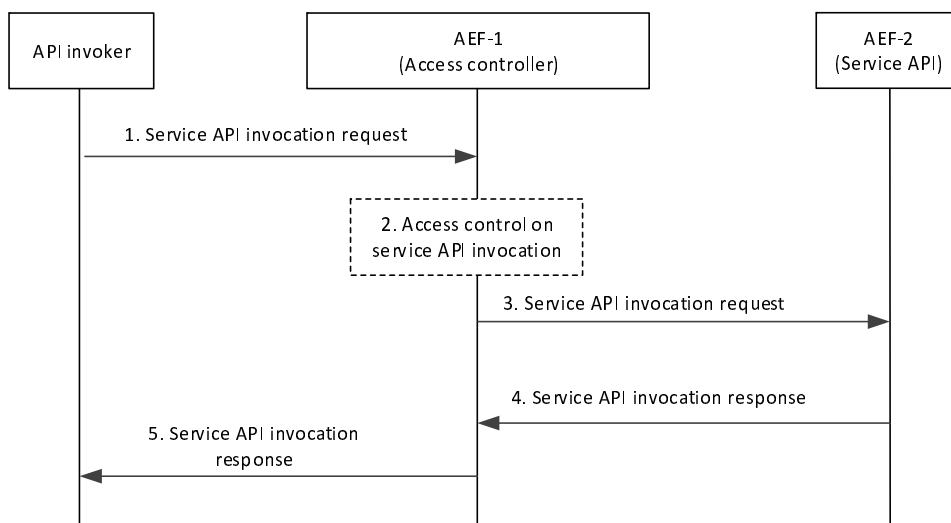 API invoker
AEF-1
(Access controller)
AEF-2
(Service API)
1. Service API invocation request
2. Access control on
service API invocation
3. Service API invocation request
4. Service API invocation response
5. Service API invocation
response